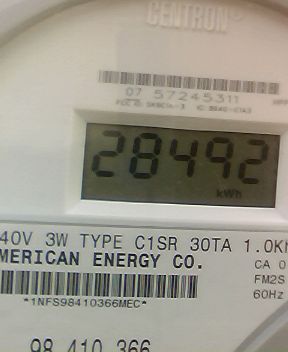 CENTRON®
07 57245311
28492
kWh
40V 3W TYPE C1SR 30TA 1.0K
MERICAN ENERGY CO.
CA 0
FM2S
60Hz
*1NFS98410366MEC*
98 410 366